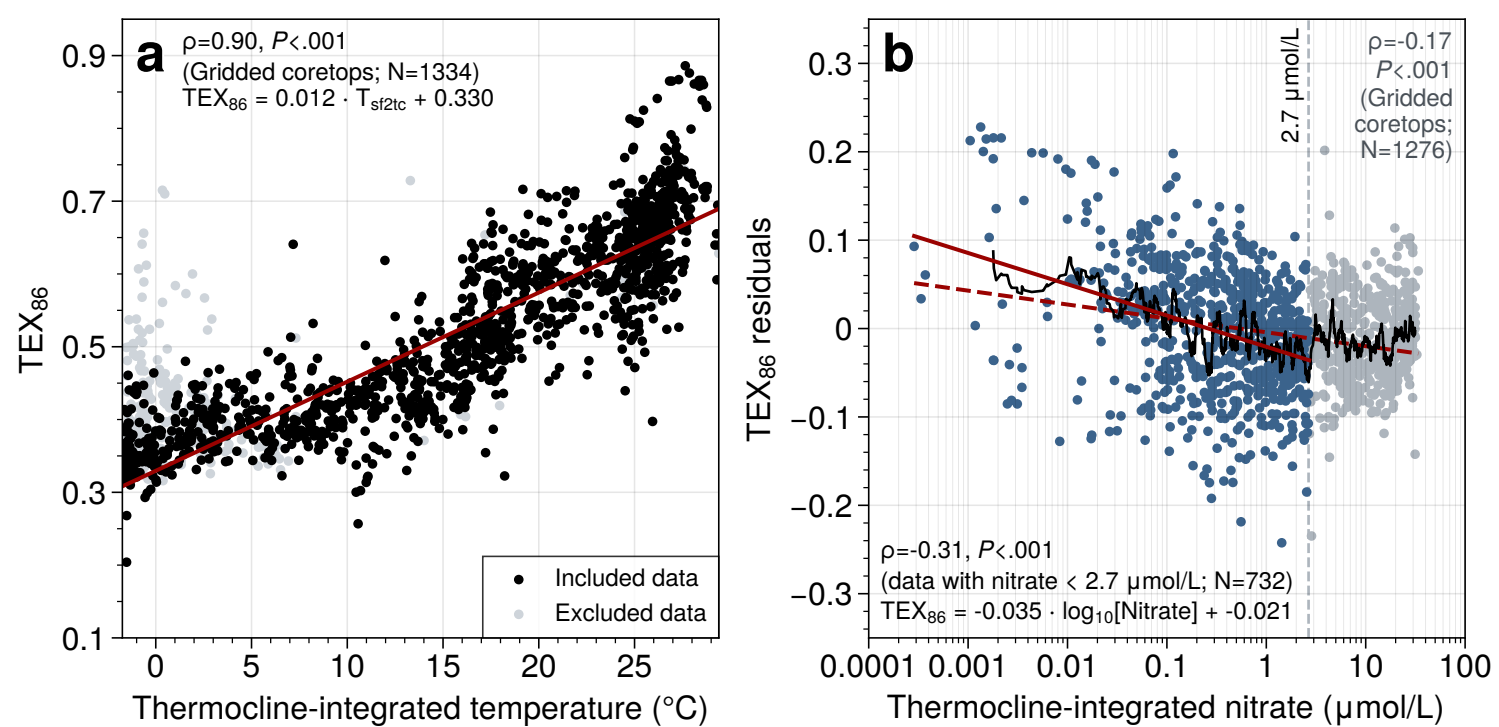 a
ρ=0.90, P<.001
(Gridded coretops; N=1334)
TEX₈₆ = 0.012 · Tsf2tc + 0.330
0.9
0.7
0.5
0.3
0.1
TEX₈₆
Included data
Excluded data
0 5 10 15 20 25
Thermocline-integrated temperature (°C)
b
2.7 μmol/L
ρ=-0.17
P<.001
(Gridded
coretops;
N=1276)
0.3
0.2
0.1
0
−0.1
−0.2
−0.3
TEX₈₆ residuals
ρ=-0.31, P<.001
(data with nitrate < 2.7 μmol/L; N=732)
TEX₈₆ = -0.035 · log₁₀[Nitrate] + -0.021
0.0001 0.001 0.01 0.1 1 10 100
Thermocline-integrated nitrate (μmol/L)